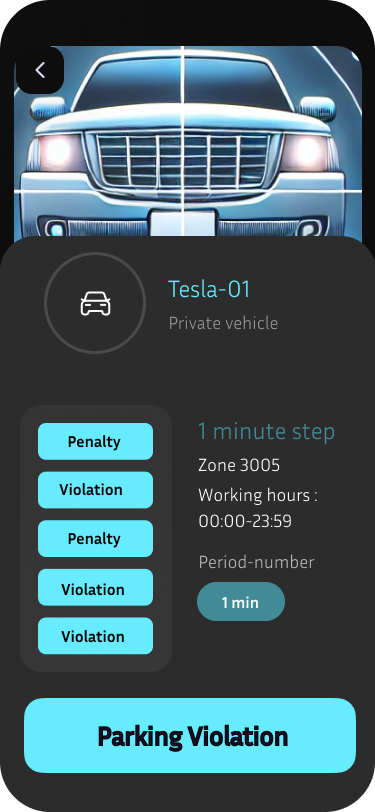 Tesla-01
Private vehicle
Penalty
Violation
Penalty
Violation
Violation
1 minute step
Zone 3005
Working hours :
00:00-23:59
Period-number
1 min
Parking Violation